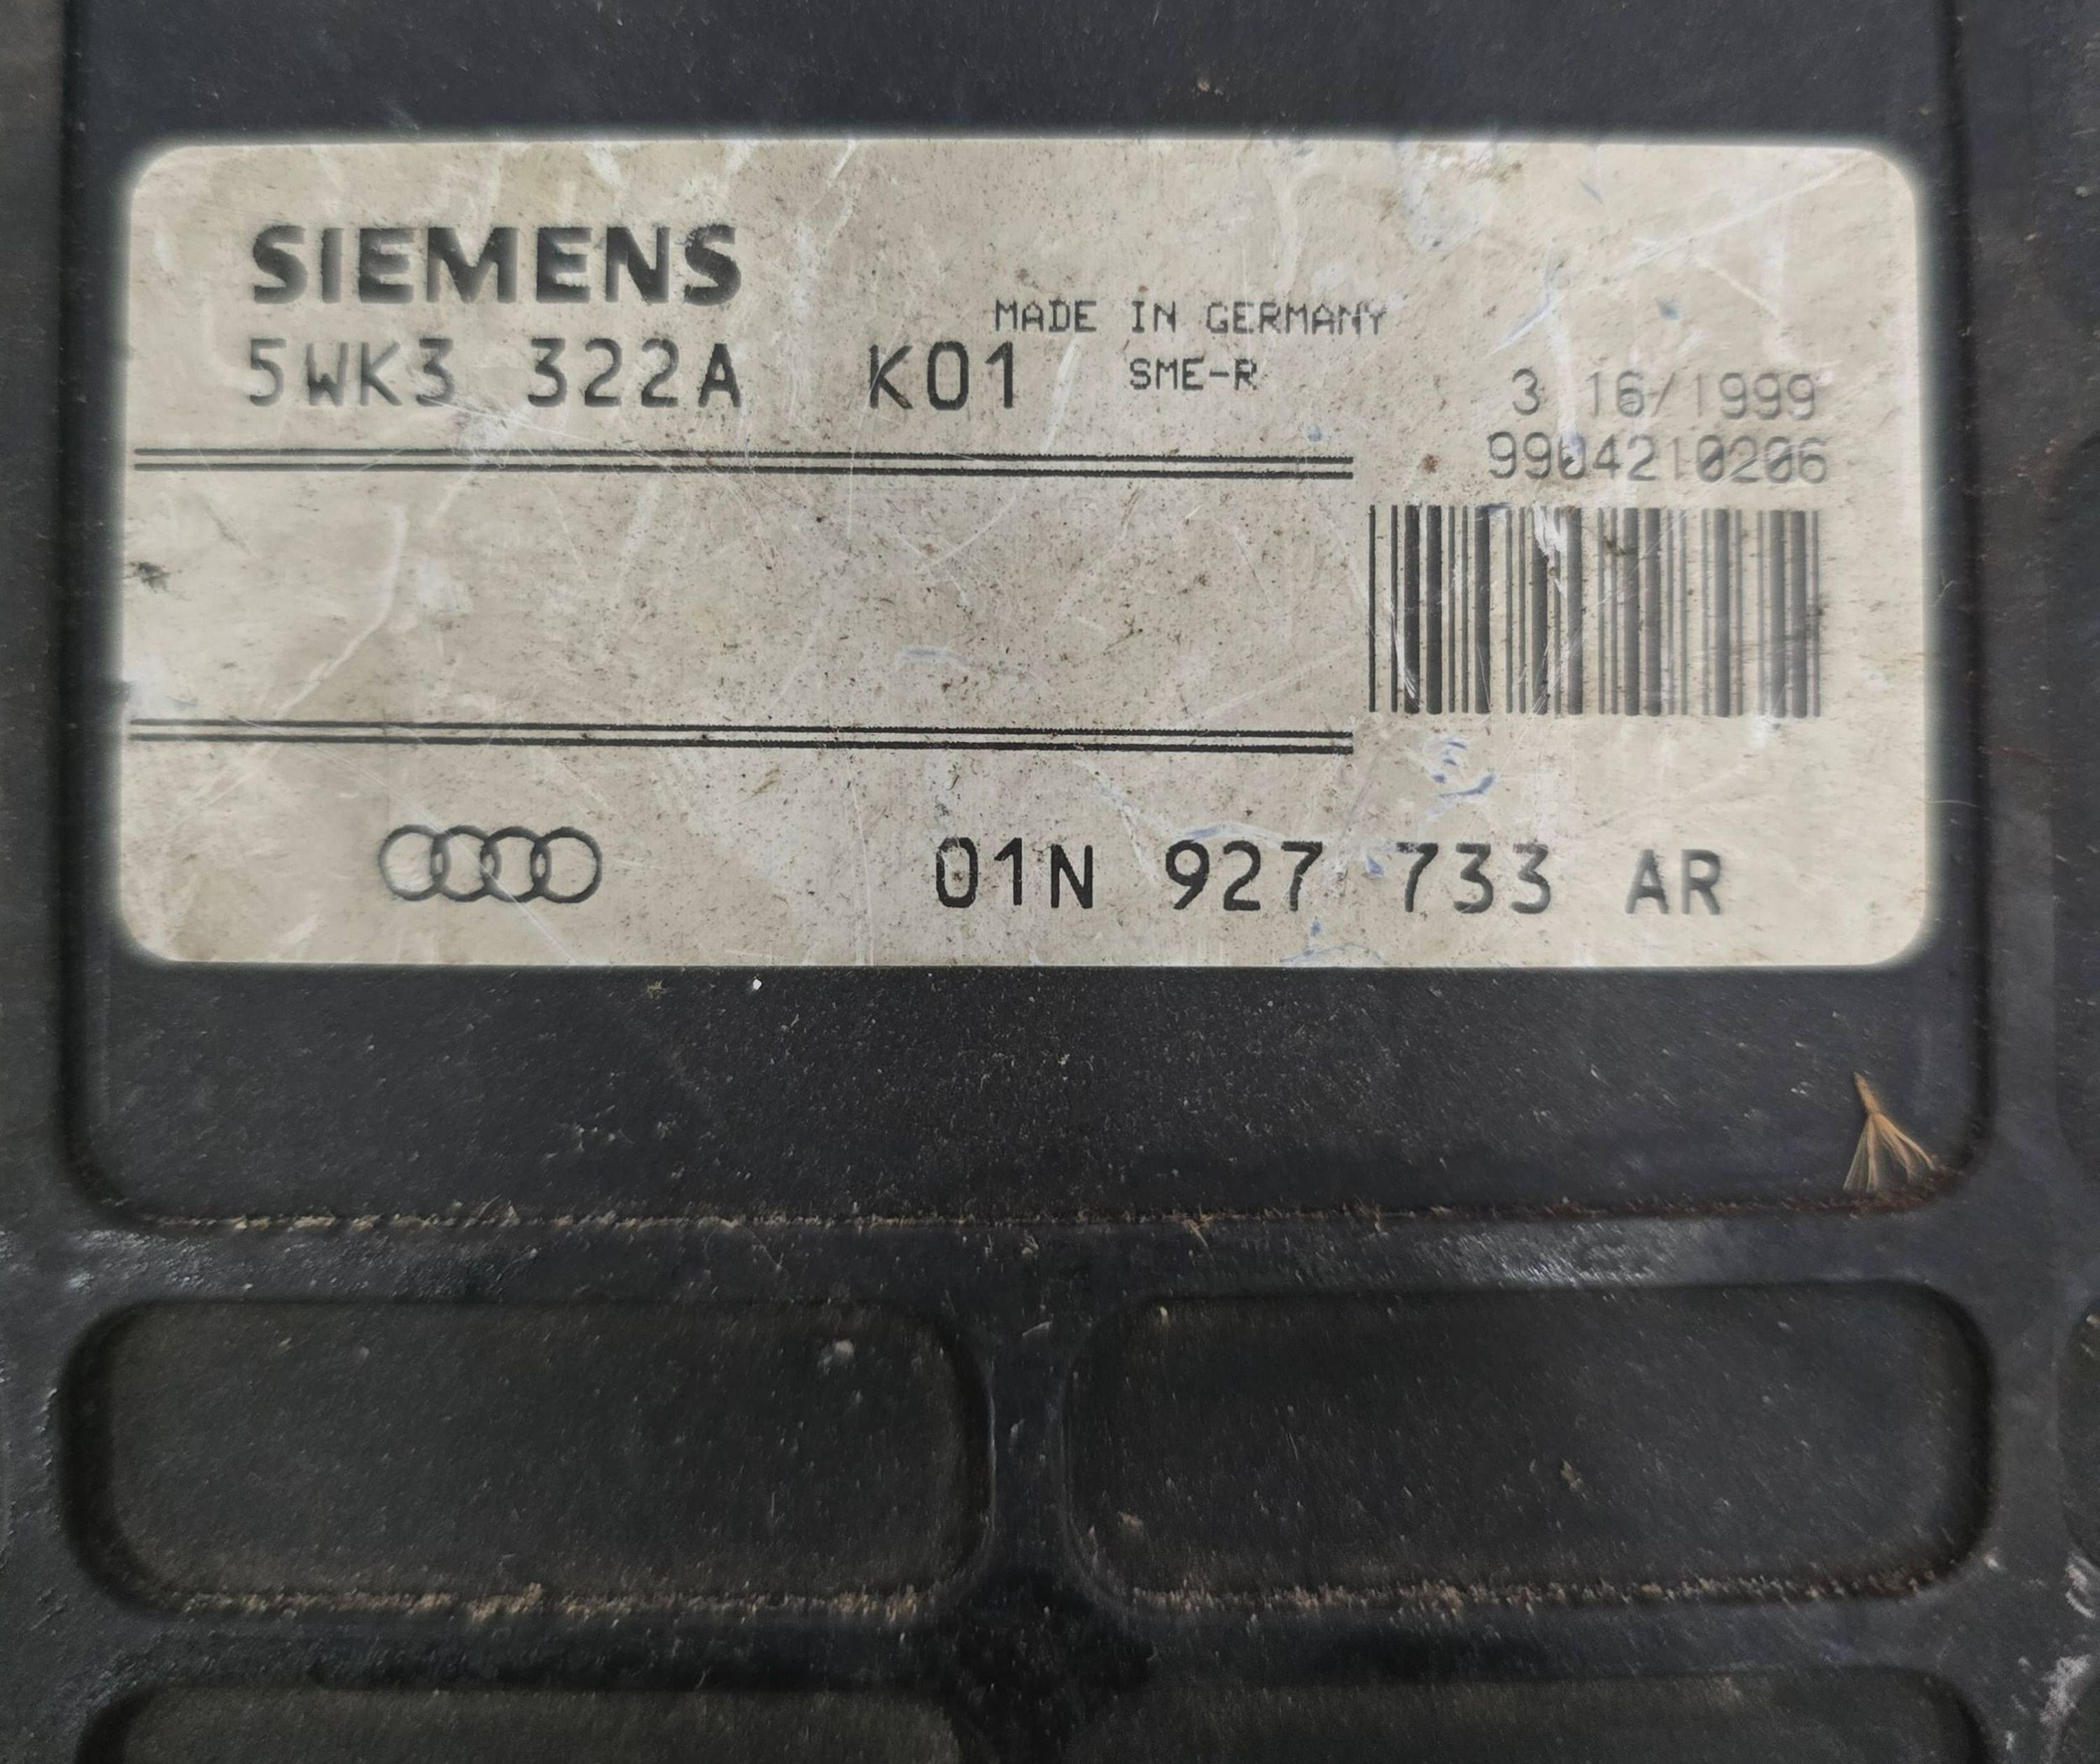 SIEMENS
MADE IN GERMANY
5WK3 322A K01 SME-R
3 16/1999
9904210206
01N 927 733 AR